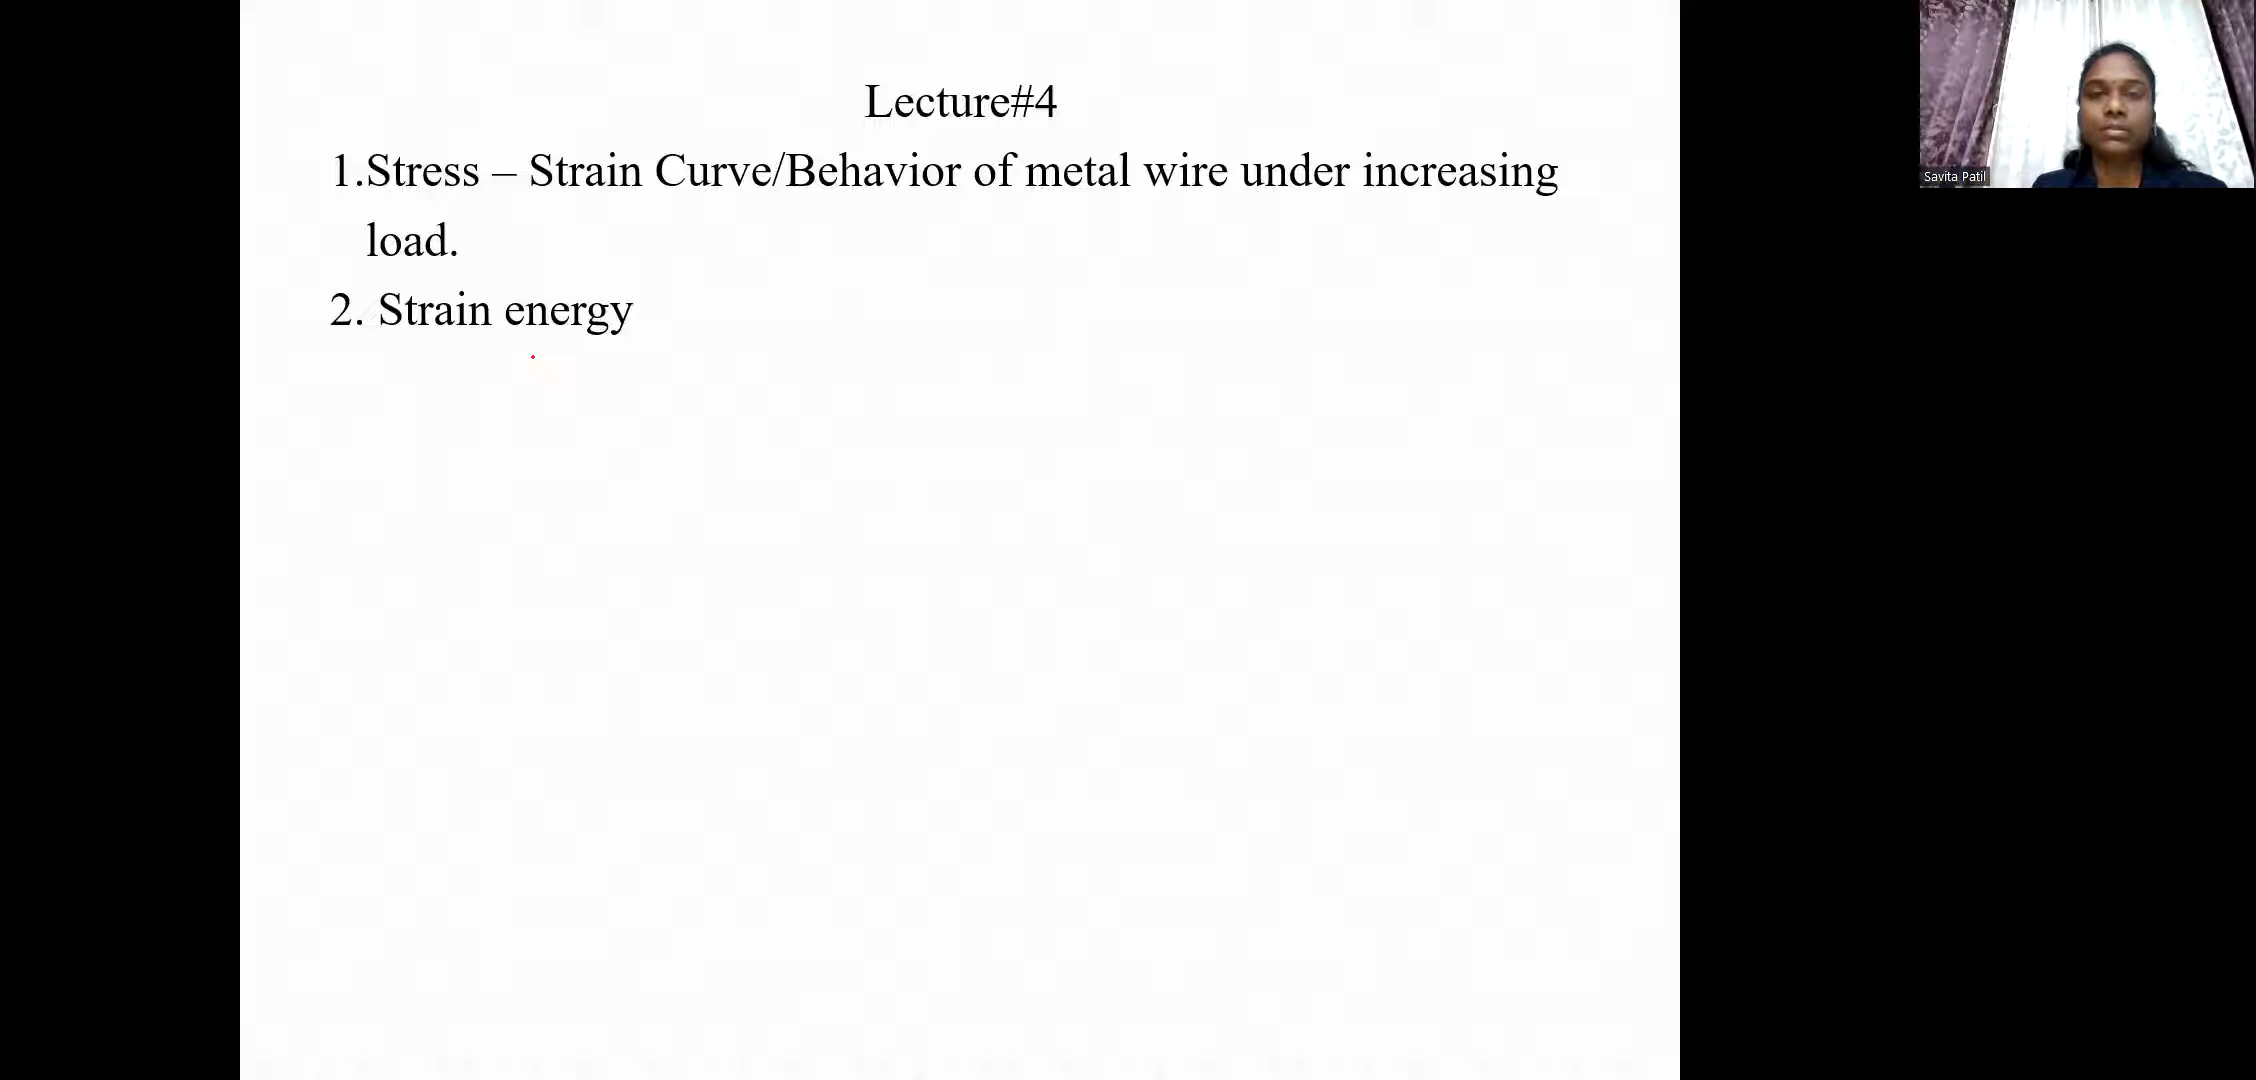 Lecture#4
1.Stress – Strain Curve/Behavior of metal wire under increasing
load.
2. Strain energy
Savita Patil